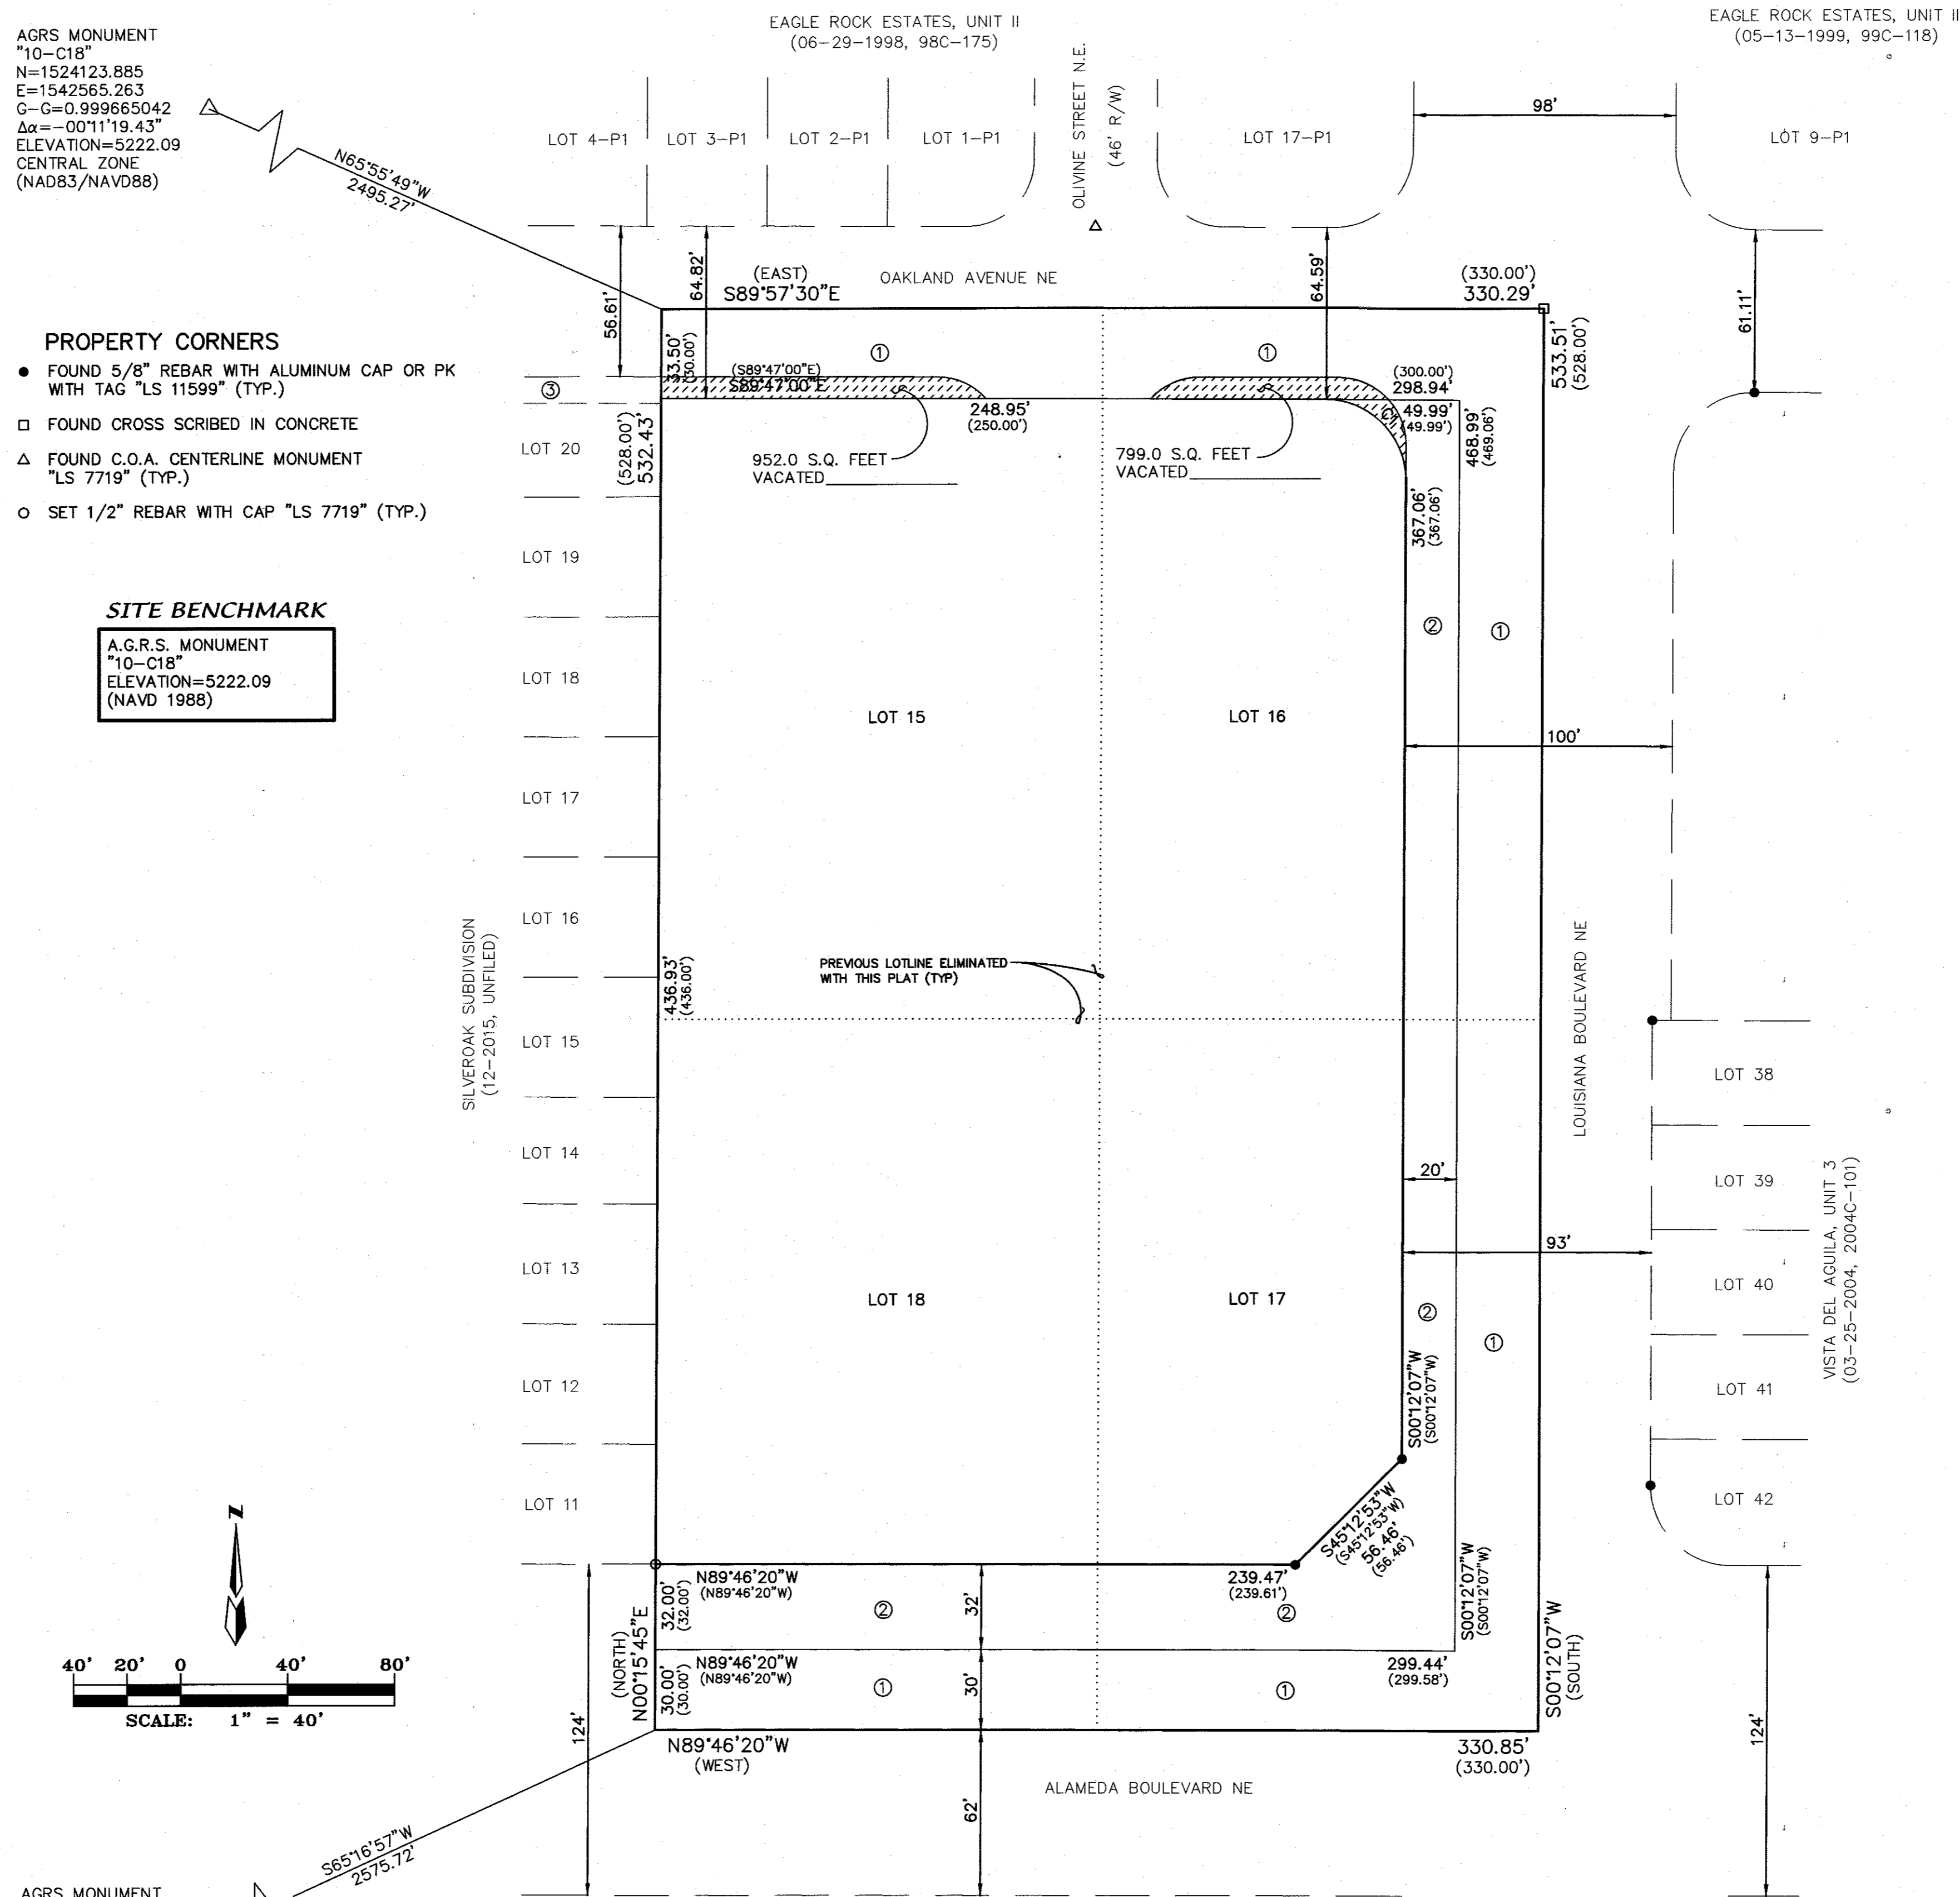 EAGLE ROCK ESTATES, UNIT II
(06-29-1998, 98C-175)
EAGLE ROCK ESTATES, UNIT II
(05-13-1999, 99C-118)
AGRS MONUMENT
"10-C18"
N=1524123.885
E=1542565.263
G-G=0.999665042
Δα=-00°11'19.43"
ELEVATION=5222.09
CENTRAL ZONE
(NAD83/NAVD88)
N65°55'49"W
2495.27'
LOT 4-P1
LOT 3-P1
LOT 2-P1
LOT 1-P1
OLIVINE STREET N.E.
(46' R/W)
LOT 17-P1
98'
LOT 9-P1
56.61'
64.82'
(EAST)
S89°57'30"E
OAKLAND AVENUE NE
64.59'
(330.00')
330.29'
61.11'
PROPERTY CORNERS
● FOUND 5/8" REBAR WITH ALUMINUM CAP OR PK
WITH TAG "LS 11599" (TYP.)
□ FOUND CROSS SCRIBED IN CONCRETE
△ FOUND C.O.A. CENTERLINE MONUMENT
"LS 7719" (TYP.)
○ SET 1/2" REBAR WITH CAP "LS 7719" (TYP.)
33.50'
(30.00')
①
①
533.51'
(528.00')
③
(S89°47'00"E)
S89°47'00"E
(300.00')
298.94'
248.95'
(250.00')
C1
49.99'
(49.99')
468.99'
(469.06')
LOT 20
(528.00')
532.43'
952.0 S.Q. FEET
VACATED
799.0 S.Q. FEET
VACATED
367.06'
(367.06')
LOT 19
SITE BENCHMARK
A.G.R.S. MONUMENT
"10-C18"
ELEVATION=5222.09
(NAVD 1988)
②
①
LOT 18
LOT 15
LOT 16
100'
LOT 17
LOT 16
SILVEROAK SUBDIVISION
(12-2015, UNFILED)
436.93'
(436.00')
PREVIOUS LOTLINE ELIMINATED
WITH THIS PLAT (TYP)
LOUISIANA BOULEVARD NE
LOT 15
LOT 38
LOT 14
20'
LOT 39
VISTA DEL AGUILA, UNIT 3
(03-25-2004, 2004C-101)
LOT 13
93'
LOT 40
LOT 18
LOT 17
②
①
LOT 12
S00°12'07"W
(S00°12'07"W)
LOT 41
LOT 11
LOT 42
S45°12'53"W
(S45°12'53"W)
56.46'
(56.46')
N
N89°46'20"W
(N89°46'20"W)
239.47'
(239.61')
32.00'
(32.00')
②
32'
②
S00°12'07"W
(S00°12'07"W)
(NORTH)
N00°15'45"E
N89°46'20"W
(N89°46'20"W)
299.44'
(299.58')
30.00'
(30.00')
①
30'
①
S00°12'07"W
(SOUTH)
40' 20' 0 40' 80'
SCALE: 1" = 40'
124'
N89°46'20"W
(WEST)
330.85'
(330.00')
124'
62'
ALAMEDA BOULEVARD NE
S65°16'57"W
2575.72'
AGRS MONUMENT